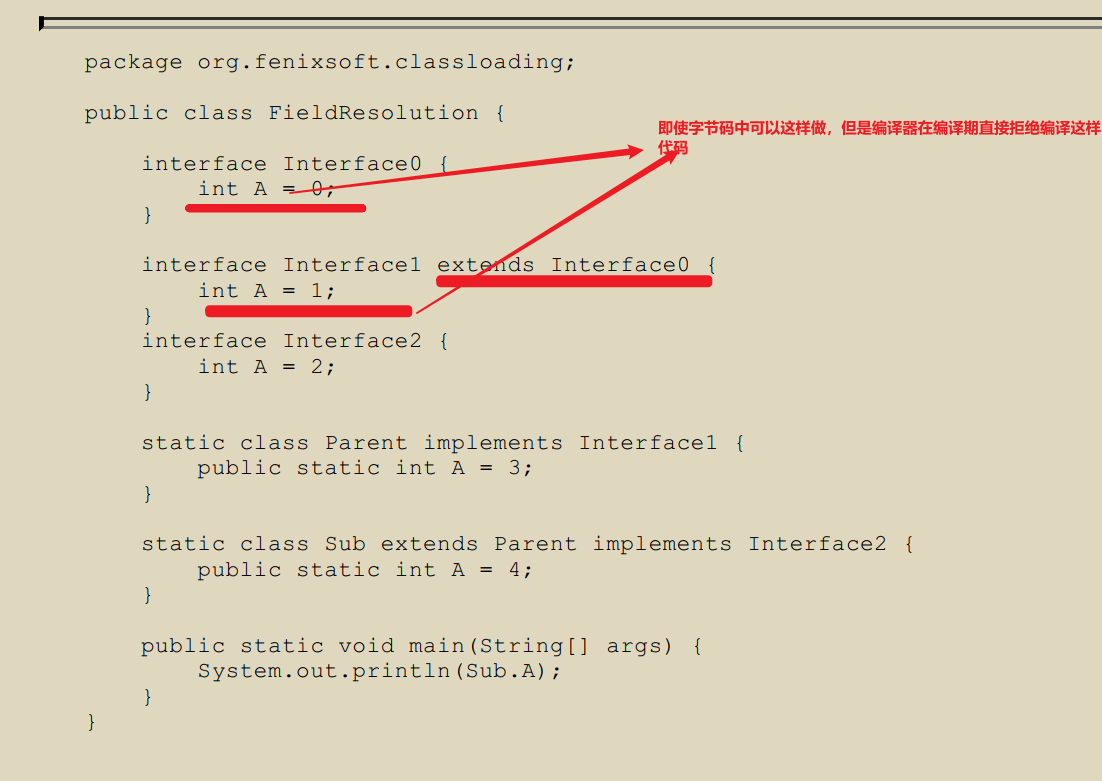 package org.fenixsoft.classloading;
public class FieldResolution {
即使字节码中可以这样做，但是编译器在编译期直接拒绝编译这样
代码
interface Interface0 {
int A = 0;
}
interface Interface1 extends Interface0 {
int A = 1;
}
interface Interface2 {
int A = 2;
}
static class Parent implements Interface1 {
public static int A = 3;
}
static class Sub extends Parent implements Interface2 {
public static int A = 4;
}
public static void main(String[] args) {
System.out.println(Sub.A);
}
}